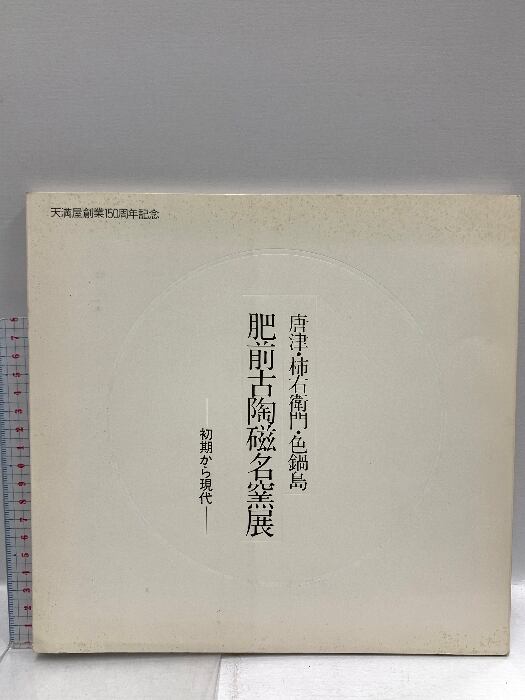 天満屋創業150周年記念
唐津・柿右衛門・色鍋島
肥前古陶磁名窯展
―初期から現代―